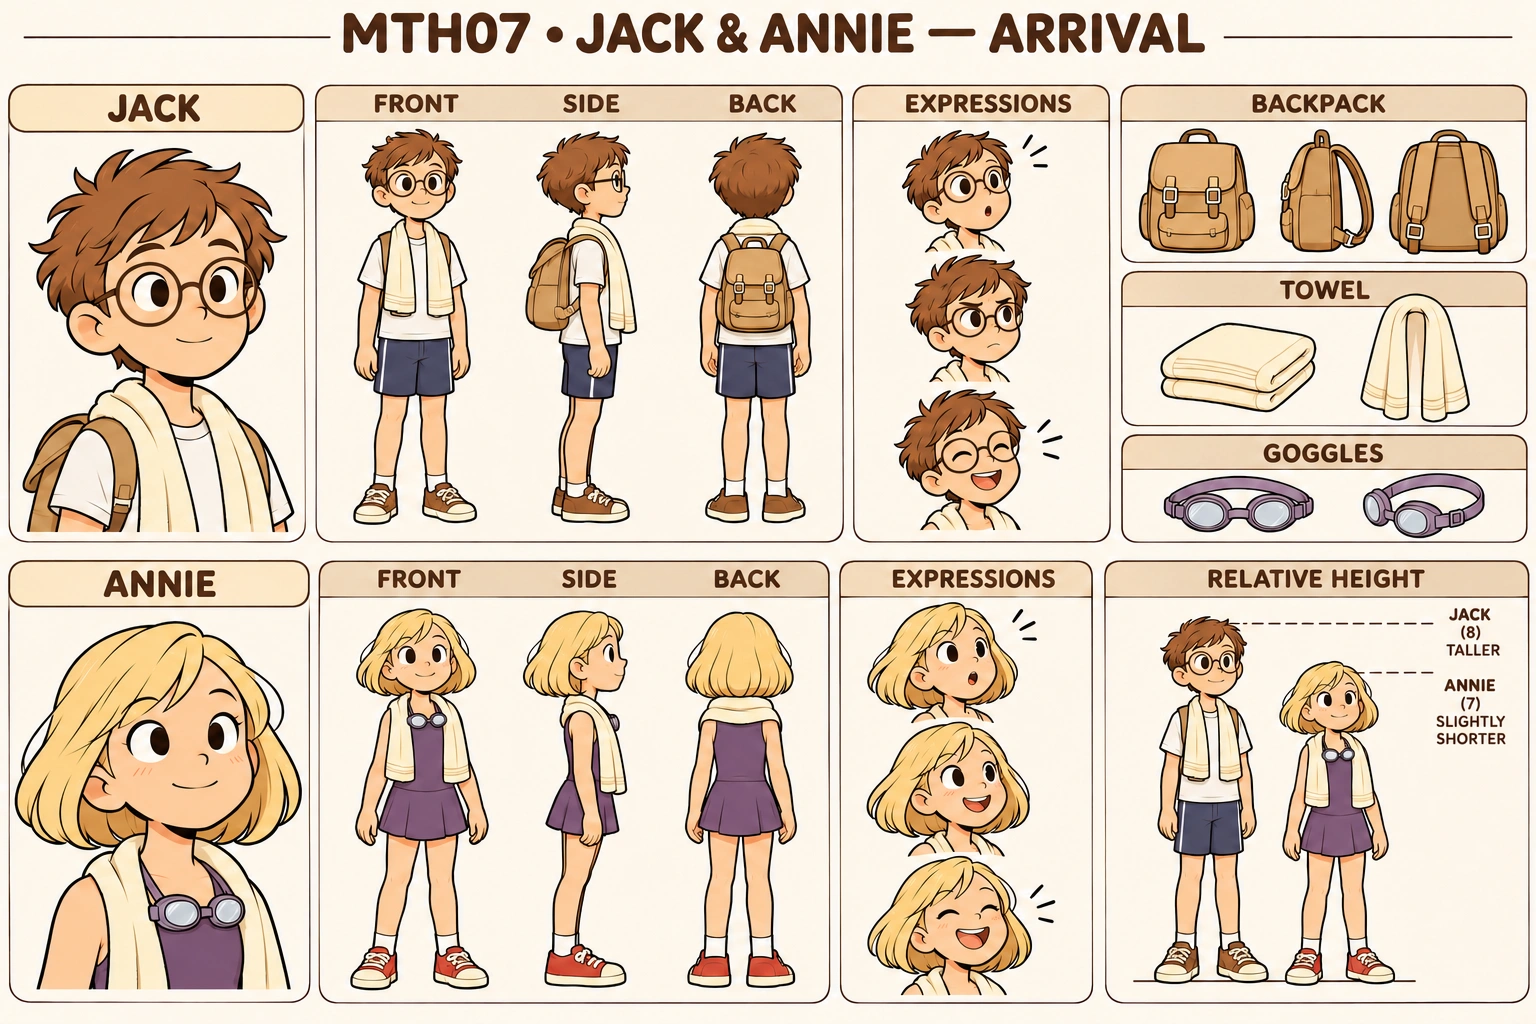 MTH07 • JACK & ANNIE — ARRIVAL
JACK
FRONT
SIDE
BACK
EXPRESSIONS
BACKPACK
TOWEL
GOGGLES
ANNIE
FRONT
SIDE
BACK
EXPRESSIONS
RELATIVE HEIGHT
JACK
(8)
TALLER
ANNIE
(7)
SLIGHTLY
SHORTER